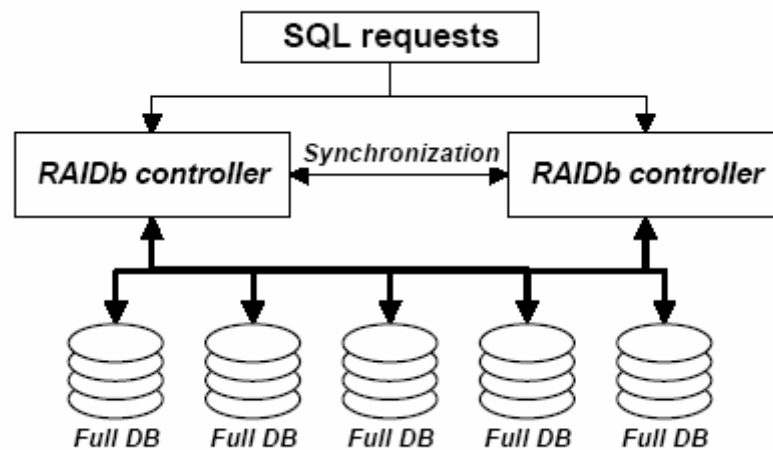 SQL requests
Synchronization
RAIDb controller
RAIDb controller
Full DB
Full DB
Full DB
Full DB
Full DB